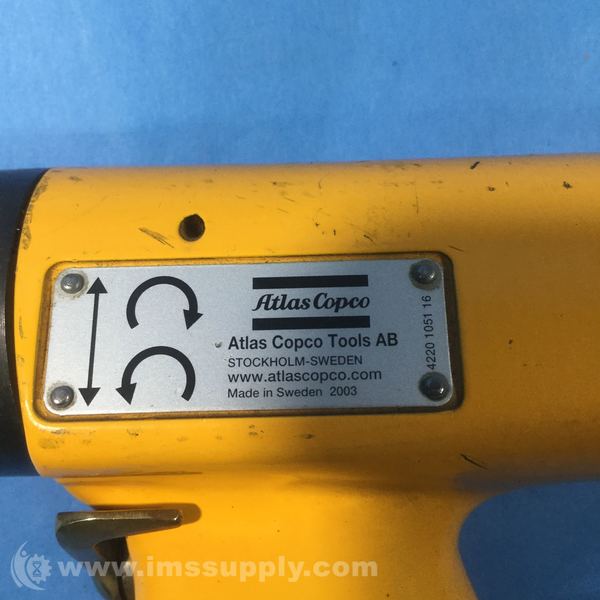 Atlas Copco
Atlas Copco Tools AB
STOCKHOLM-SWEDEN
www.atlascopco.com
Made in Sweden 2003
4220 1051 16
www.imssupply.com